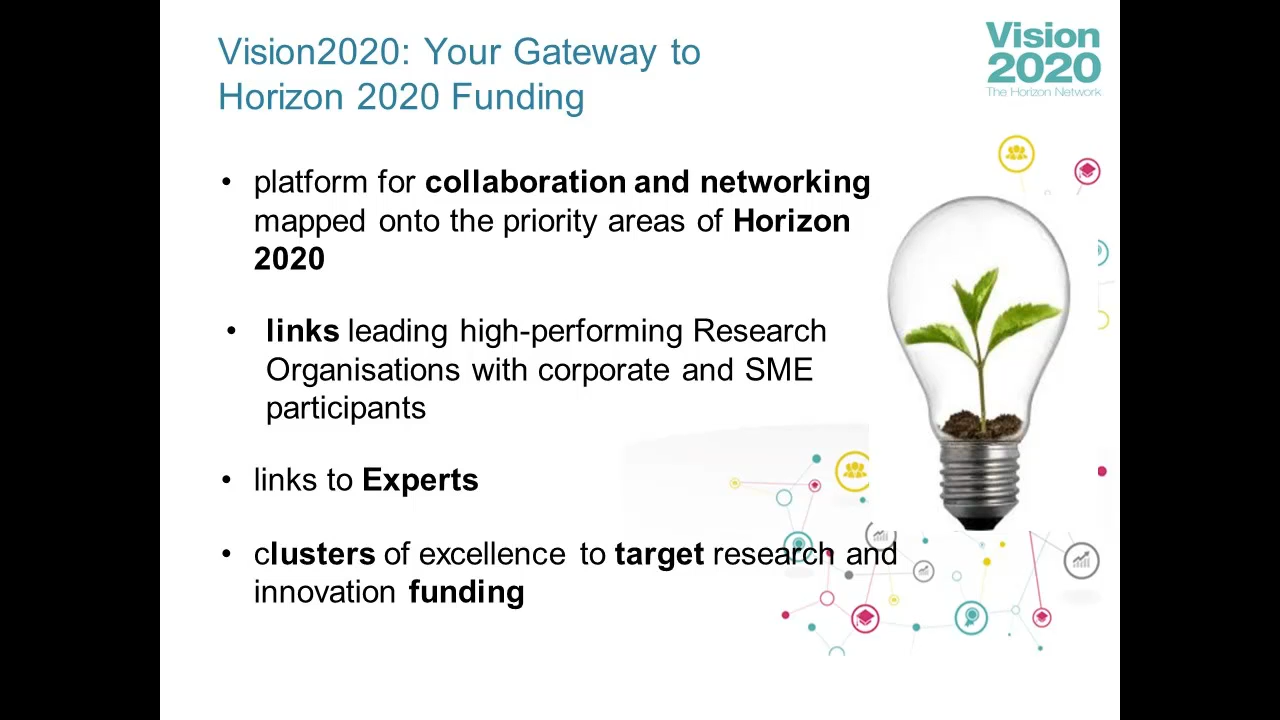 Vision2020: Your Gateway to
Horizon 2020 Funding
Vision
2020
The Horizon Network
• platform for collaboration and networking
mapped onto the priority areas of Horizon
2020
• links leading high-performing Research
Organisations with corporate and SME
participants
• links to Experts
• clusters of excellence to target research and
innovation funding